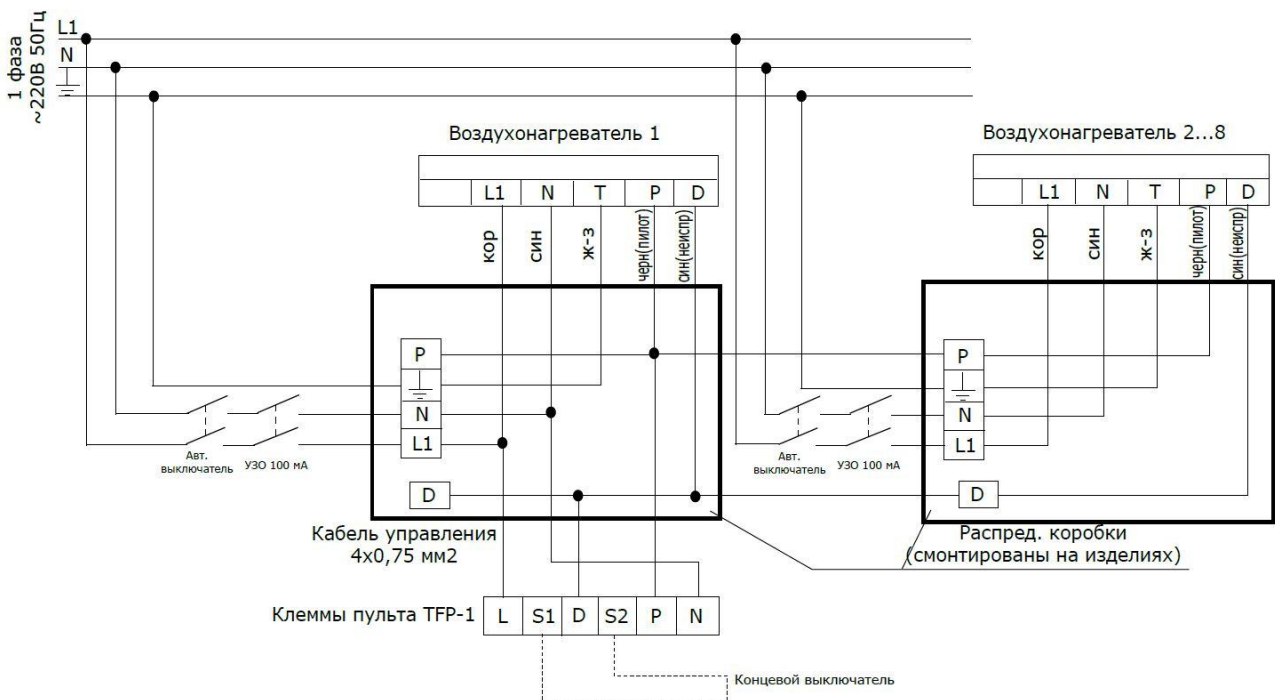 1 фаза
~220В 50Гц
L1
N
Воздухонагреватель 1
Воздухонагреватель 2...8
L1 N T P D
L1 N T P D
кор
син
ж-з
черн(пилот)
син(неиспр)
кор
син
ж-з
черн(пилот)
син(неиспр)
P
N
L1
D
P
N
L1
D
Авт.
выключатель
УЗО 100 мА
Авт.
выключатель
УЗО 100 мА
Кабель управления
4х0,75 мм2
Распред. коробки
(смонтированы на изделиях)
Клеммы пульта TFP-1
L S1 D S2 P N
Концевой выключатель